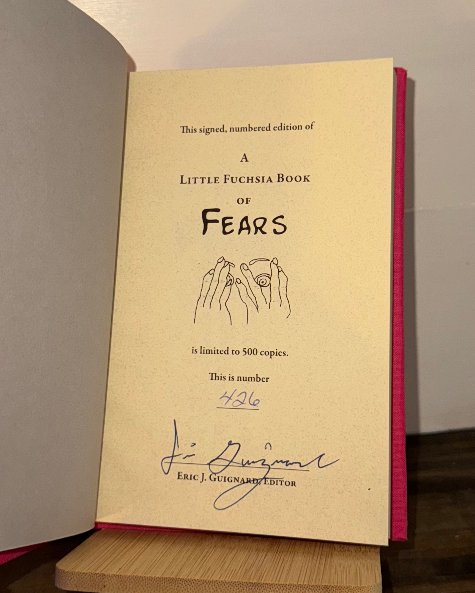 This signed, numbered edition of
A
LITTLE FUCHSIA BOOK
OF
FEARS
is limited to 500 copies.
This is number
426
ERIC J. GUIGNARD, EDITOR